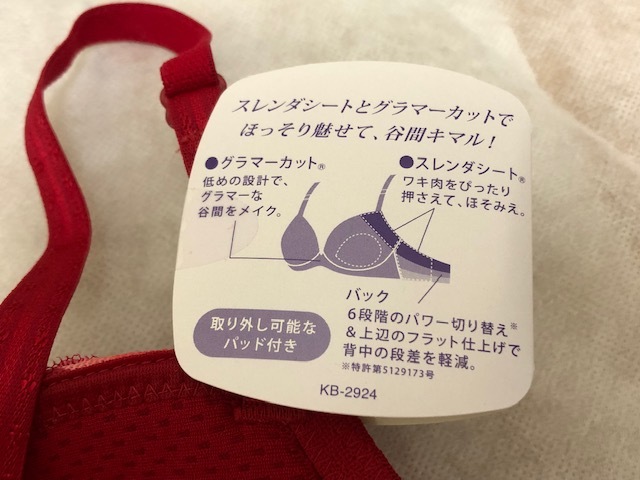 スレンダシートとグラマーカットで
ほっそり魅せて、谷間キマル！
●グラマーカット®
低めの設計で、
グラマーな
谷間をメイク。
●スレンダシート®
ワキ肉をぴったり
押さえて、ほそみえ。
バック
6段階のパワー切り替え※
&上辺のフラット仕上げで
背中の段差を軽減。
※特許第5129173号
取り外し可能な
パッド付き
KB-2924